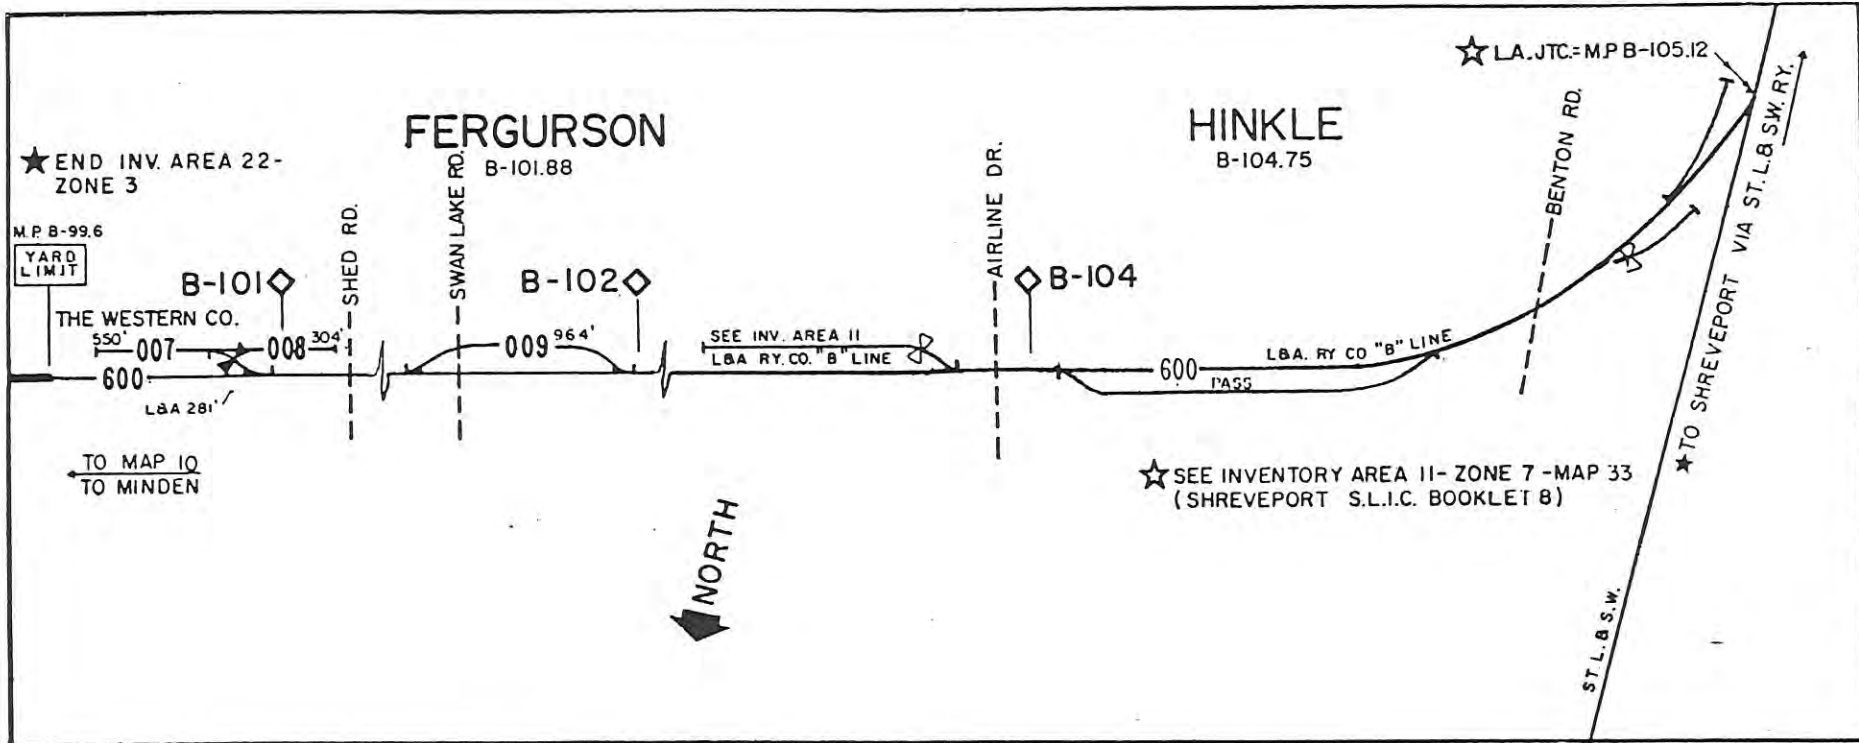 ☆ L.A. JTC.=M.P B-105.12
FERGURSON
B-101.88
HINKLE
B-104.75
★ END INV. AREA 22-
ZONE 3
M.P. B-99.6
YARD
LIMIT
SHED RD.
SWAN LAKE RD.
AIRLINE DR.
BENTON RD.
B-101
B-102
B-104
THE WESTERN CO.
550'
007
008
304'
009
964'
SEE INV. AREA 11
L&A RY. CO. "B" LINE
600
L&A 281'
600
L&A. RY CO "B" LINE
PASS
★ TO SHREVEPORT VIA ST. L. & SW. RY.
TO MAP 10
TO MINDEN
☆ SEE INVENTORY AREA 11- ZONE 7 -MAP 33
( SHREVEPORT S.L.I.C. BOOKLET 8 )
NORTH
ST. L. & S.W.